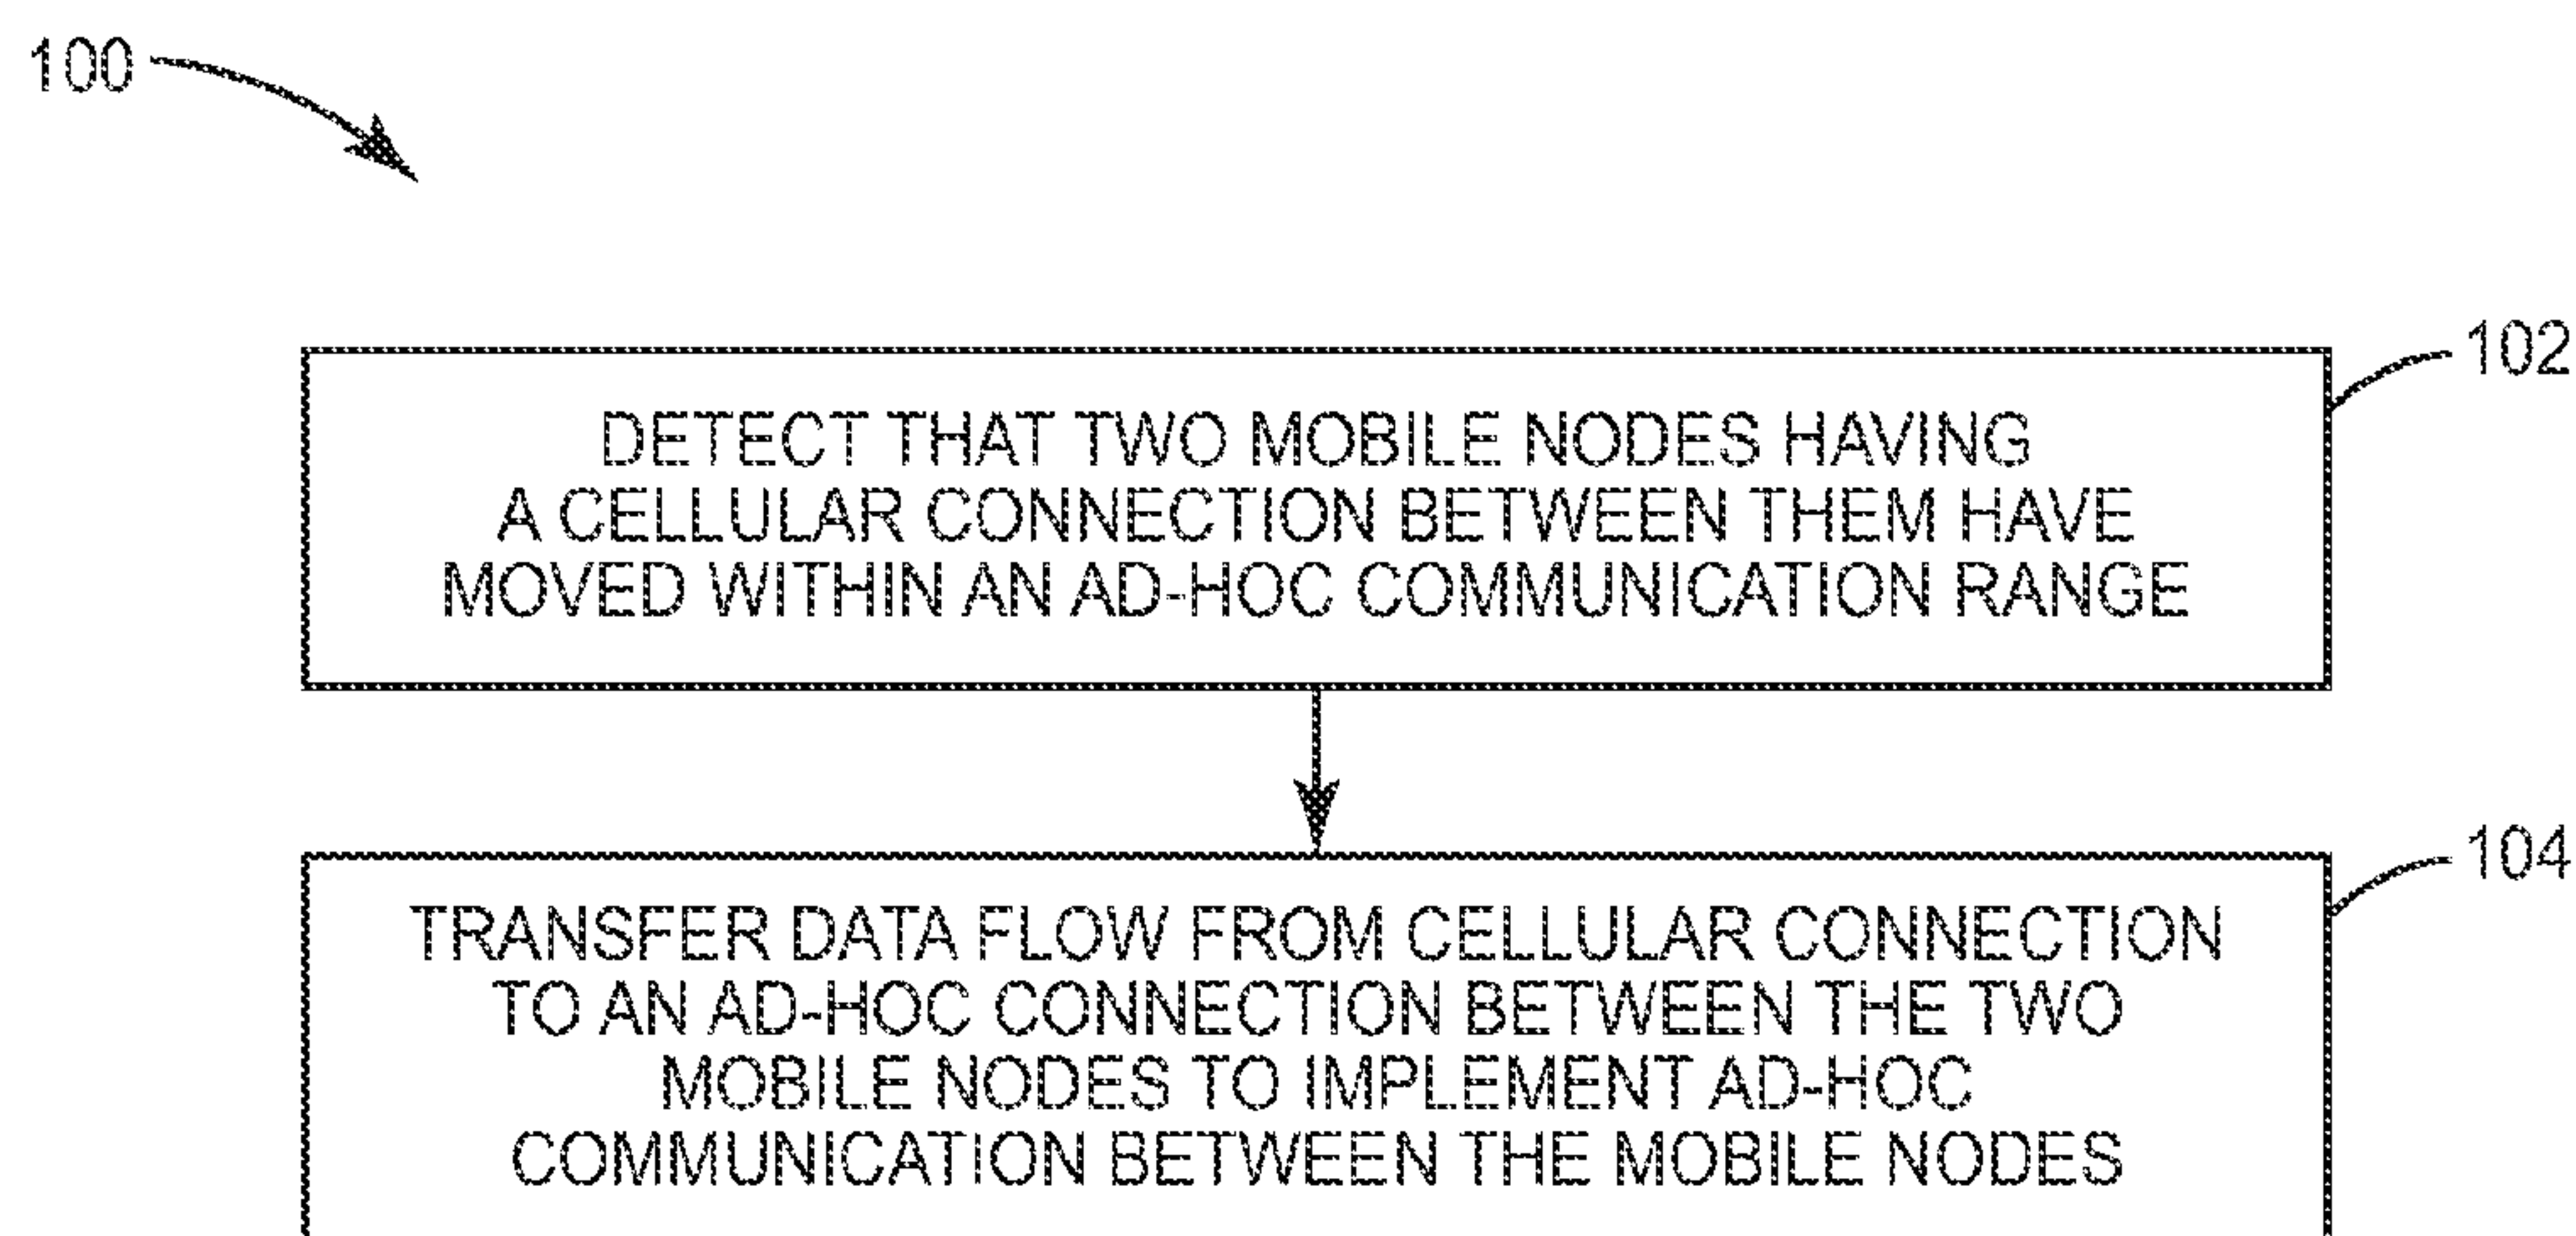 100
102
DETECT THAT TWO MOBILE NODES HAVING
A CELLULAR CONNECTION BETWEEN THEM HAVE
MOVED WITHIN AN AD-HOC COMMUNICATION RANGE
104
TRANSFER DATA FLOW FROM CELLULAR CONNECTION
TO AN AD-HOC CONNECTION BETWEEN THE TWO
MOBILE NODES TO IMPLEMENT AD-HOC
COMMUNICATION BETWEEN THE MOBILE NODES